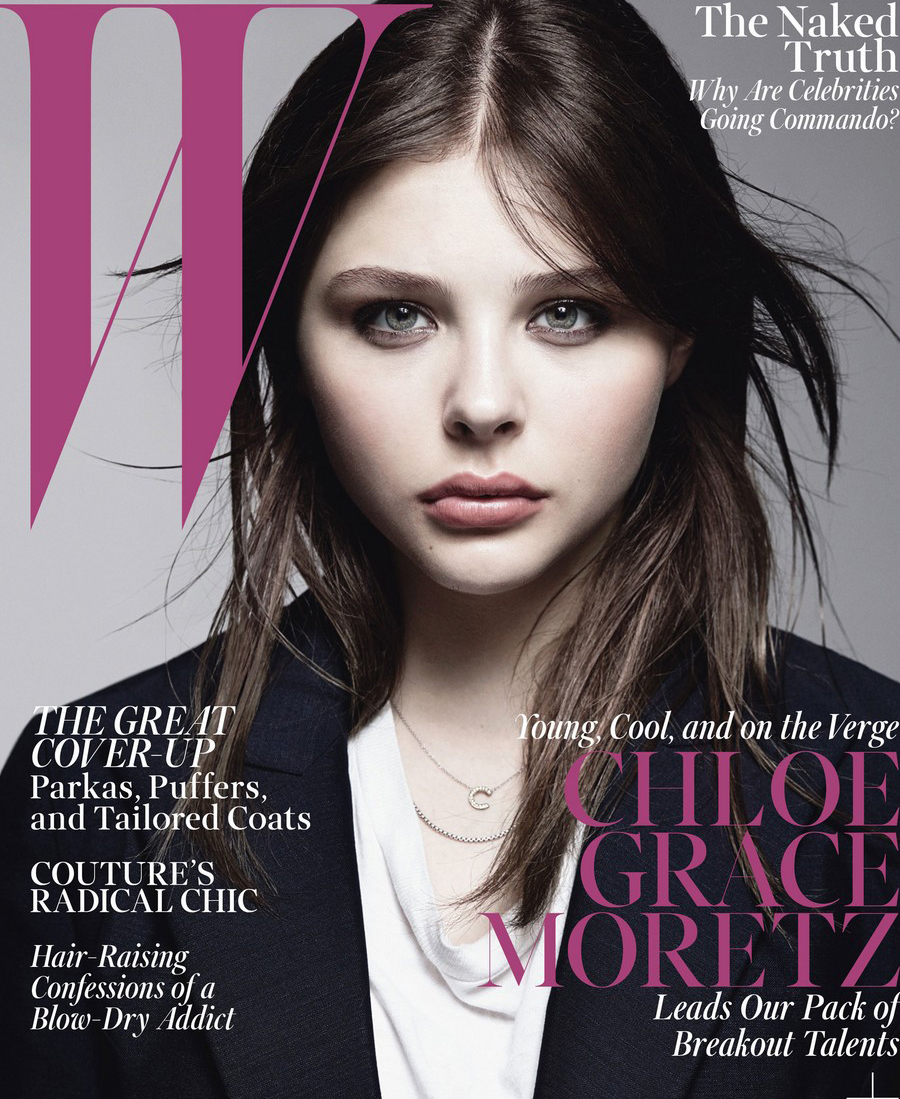 W
The Naked
Truth
Why Are Celebrities
Going Commando?
THE GREAT
COVER-UP
Parkas, Puffers,
and Tailored Coats
COUTURE'S
RADICAL CHIC
Hair-Raising
Confessions of a
Blow-Dry Addict
Young, Cool, and on the Verge
CHLOE
GRACE
MORETZ
Leads Our Pack of
Breakout Talents
C